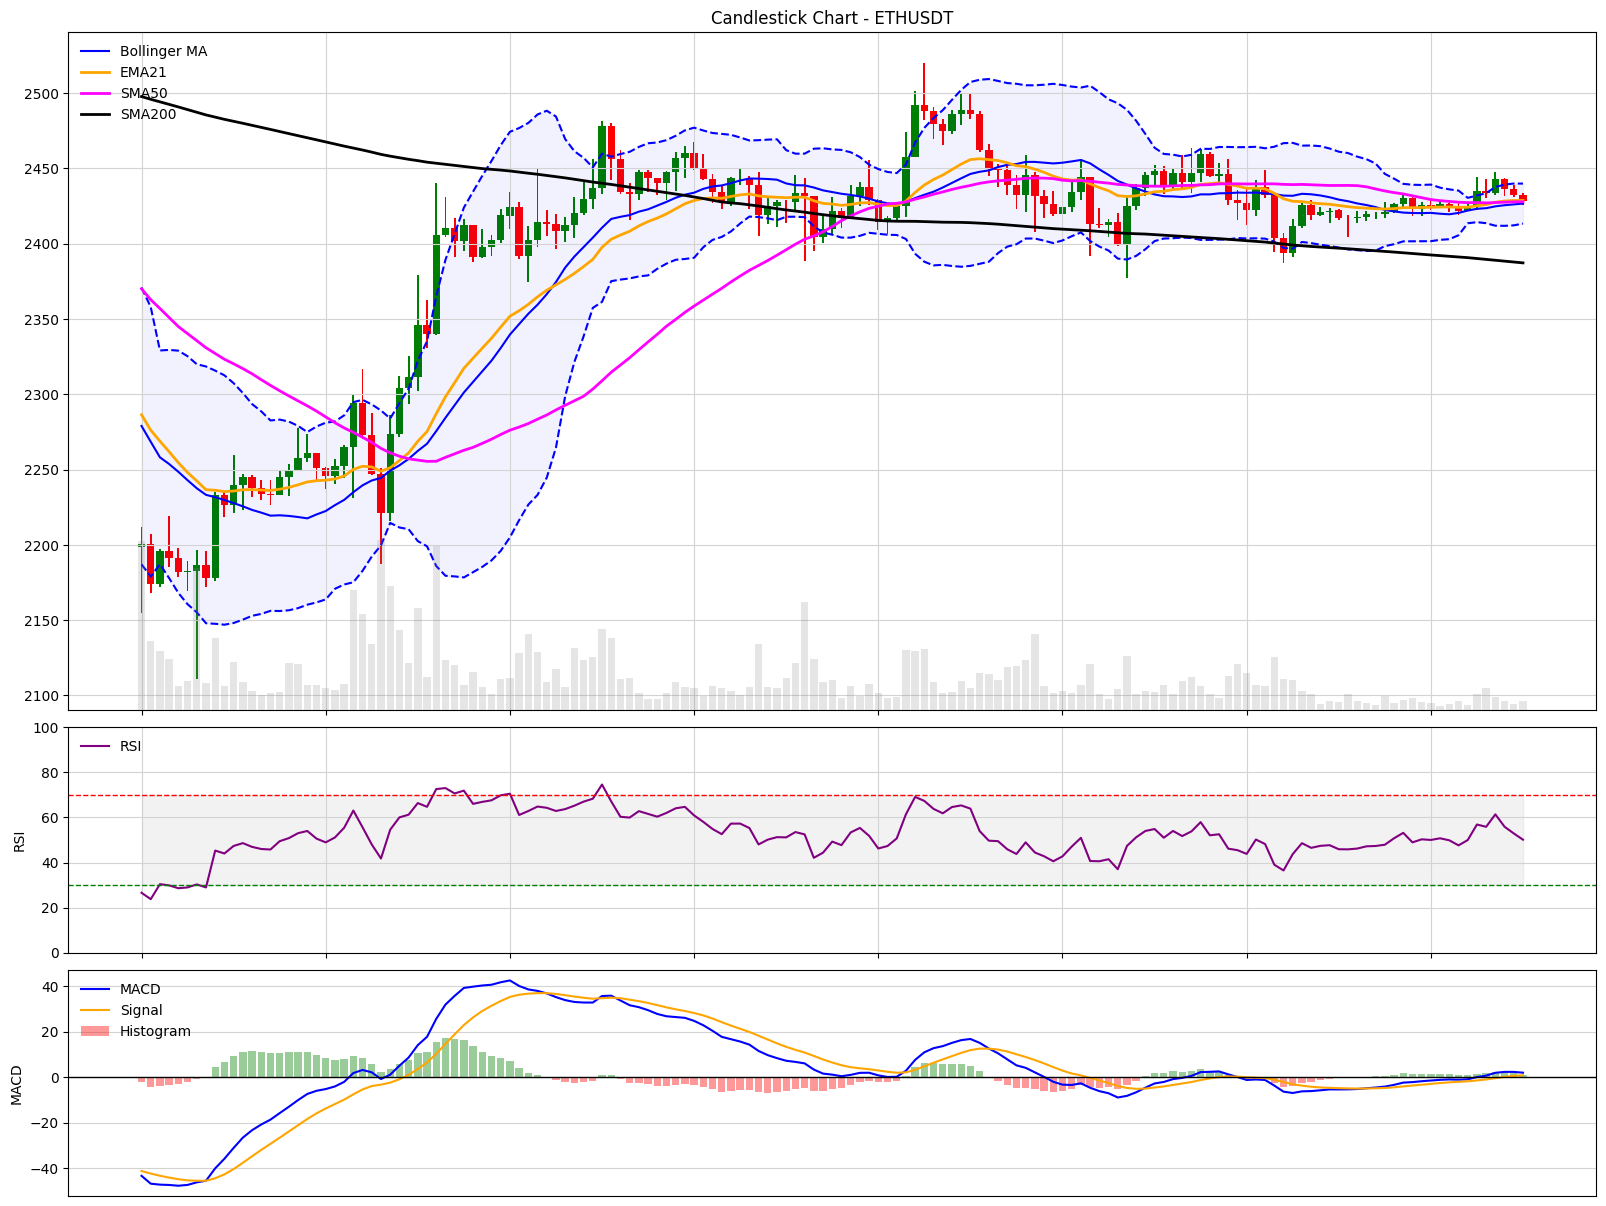 Candlestick Chart - ETHUSDT
Bollinger MA
EMA21
SMA50
SMA200
2500
2450
2400
2350
2300
2250
2200
2150
2100
100
80
60
40
20
0
RSI
RSI
40
20
0
−20
−40
MACD
MACD
Signal
Histogram